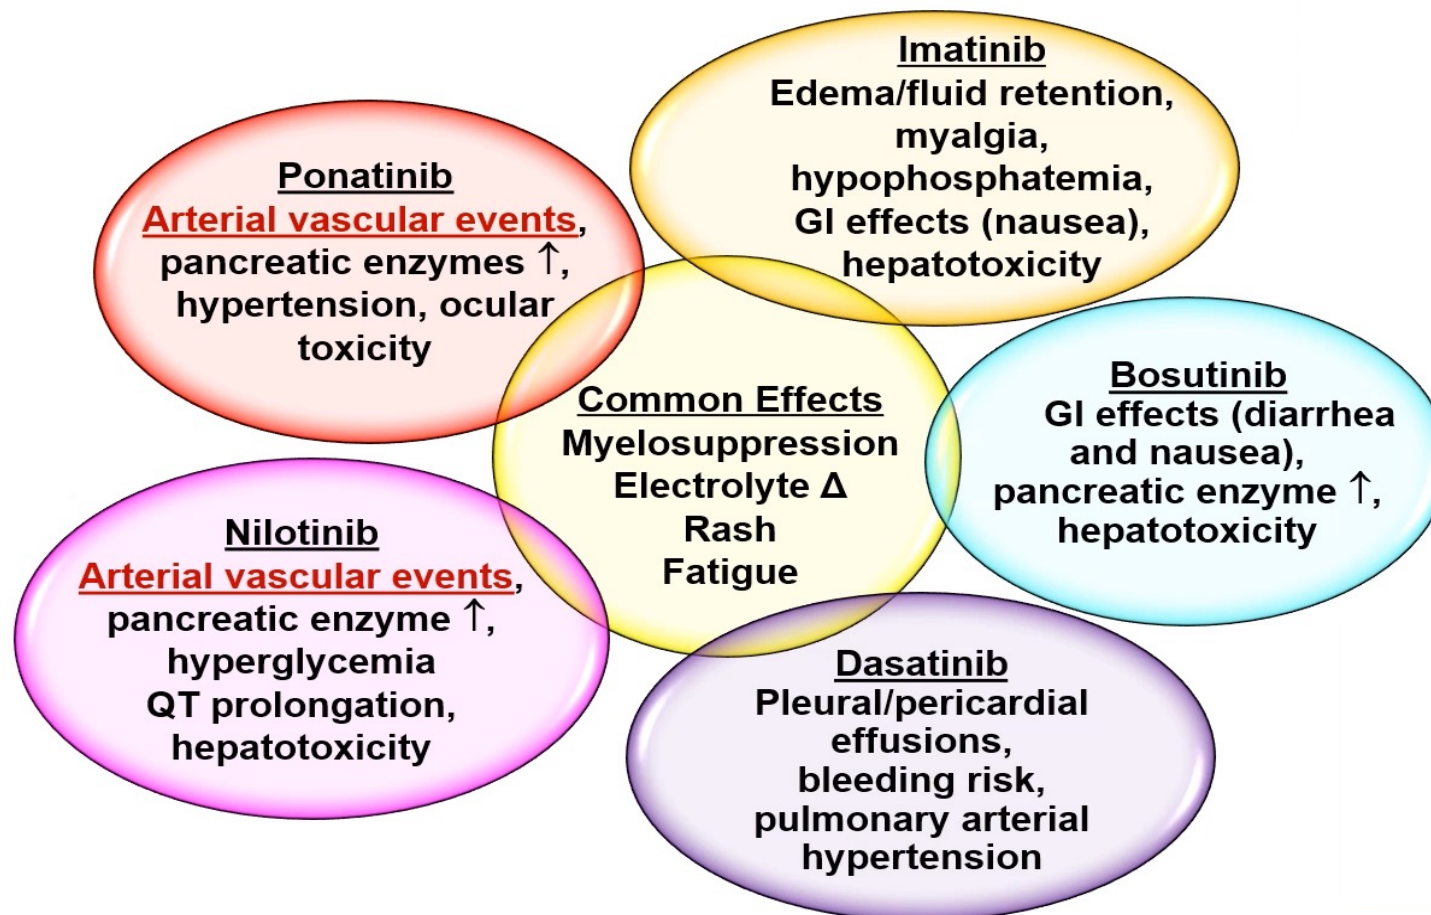 Imatinib
Edema/fluid retention,
myalgia,
hypophosphatemia,
GI effects (nausea),
hepatotoxicity
Ponatinib
Arterial vascular events,
pancreatic enzymes ↑,
hypertension, ocular
toxicity
Common Effects
Myelosuppression
Electrolyte Δ
Rash
Fatigue
Bosutinib
GI effects (diarrhea
and nausea),
pancreatic enzyme ↑,
hepatotoxicity
Nilotinib
Arterial vascular events,
pancreatic enzyme ↑,
hyperglycemia
QT prolongation,
hepatotoxicity
Dasatinib
Pleural/pericardial
effusions,
bleeding risk,
pulmonary arterial
hypertension